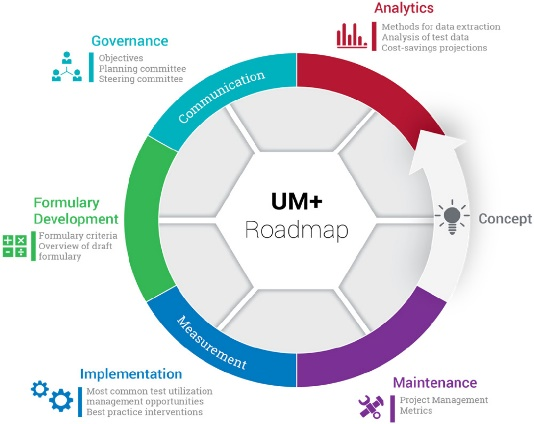 Analytics
Methods for data extraction
Analysis of test data
Cost-savings projections
Governance
Objectives
Planning committee
Steering committee
Communication
Formulary
Development
Formulary criteria
Overview of draft
formulary
UM+
Roadmap
Concept
Measurement
Implementation
Most common test utilization
management opportunities
Best practice interventions
Maintenance
Project Management
Metrics